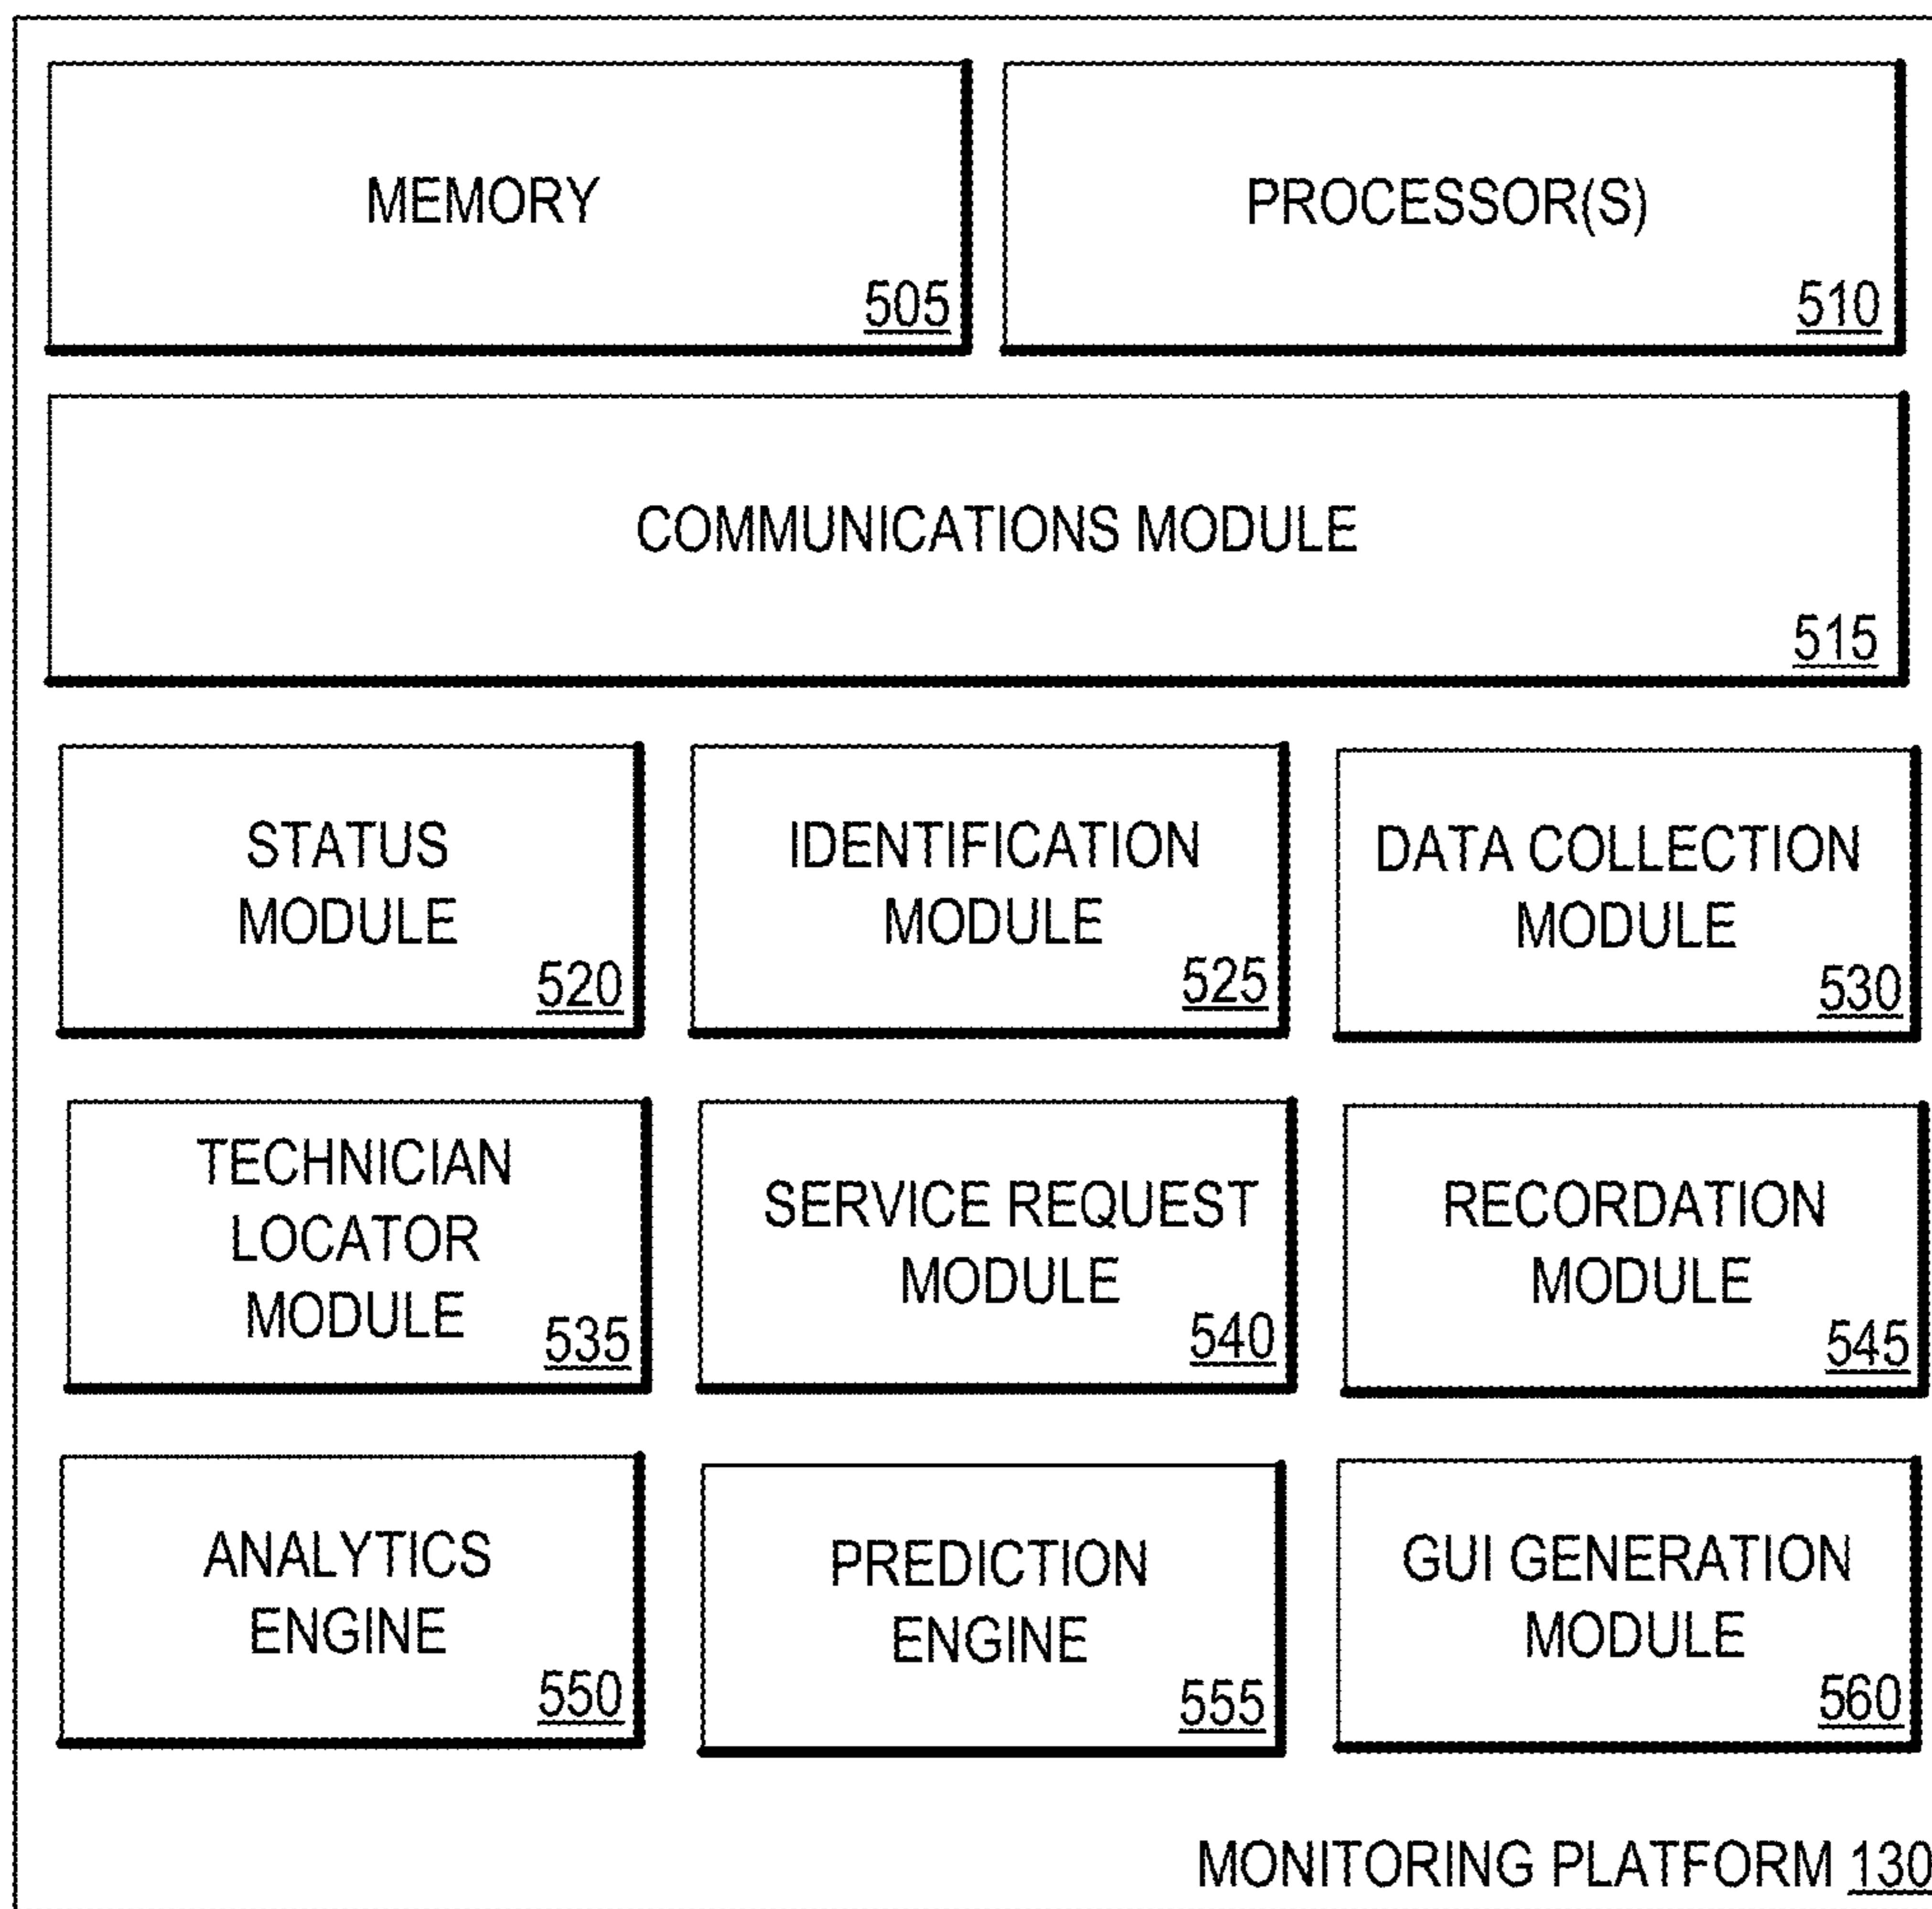 MEMORY
505
PROCESSOR(S)
510
COMMUNICATIONS MODULE
515
STATUS
MODULE
520
IDENTIFICATION
MODULE
525
DATA COLLECTION
MODULE
530
TECHNICIAN
LOCATOR
MODULE
535
SERVICE REQUEST
MODULE
540
RECORDATION
MODULE
545
ANALYTICS
ENGINE
550
PREDICTION
ENGINE
555
GUI GENERATION
MODULE
560
MONITORING PLATFORM 130